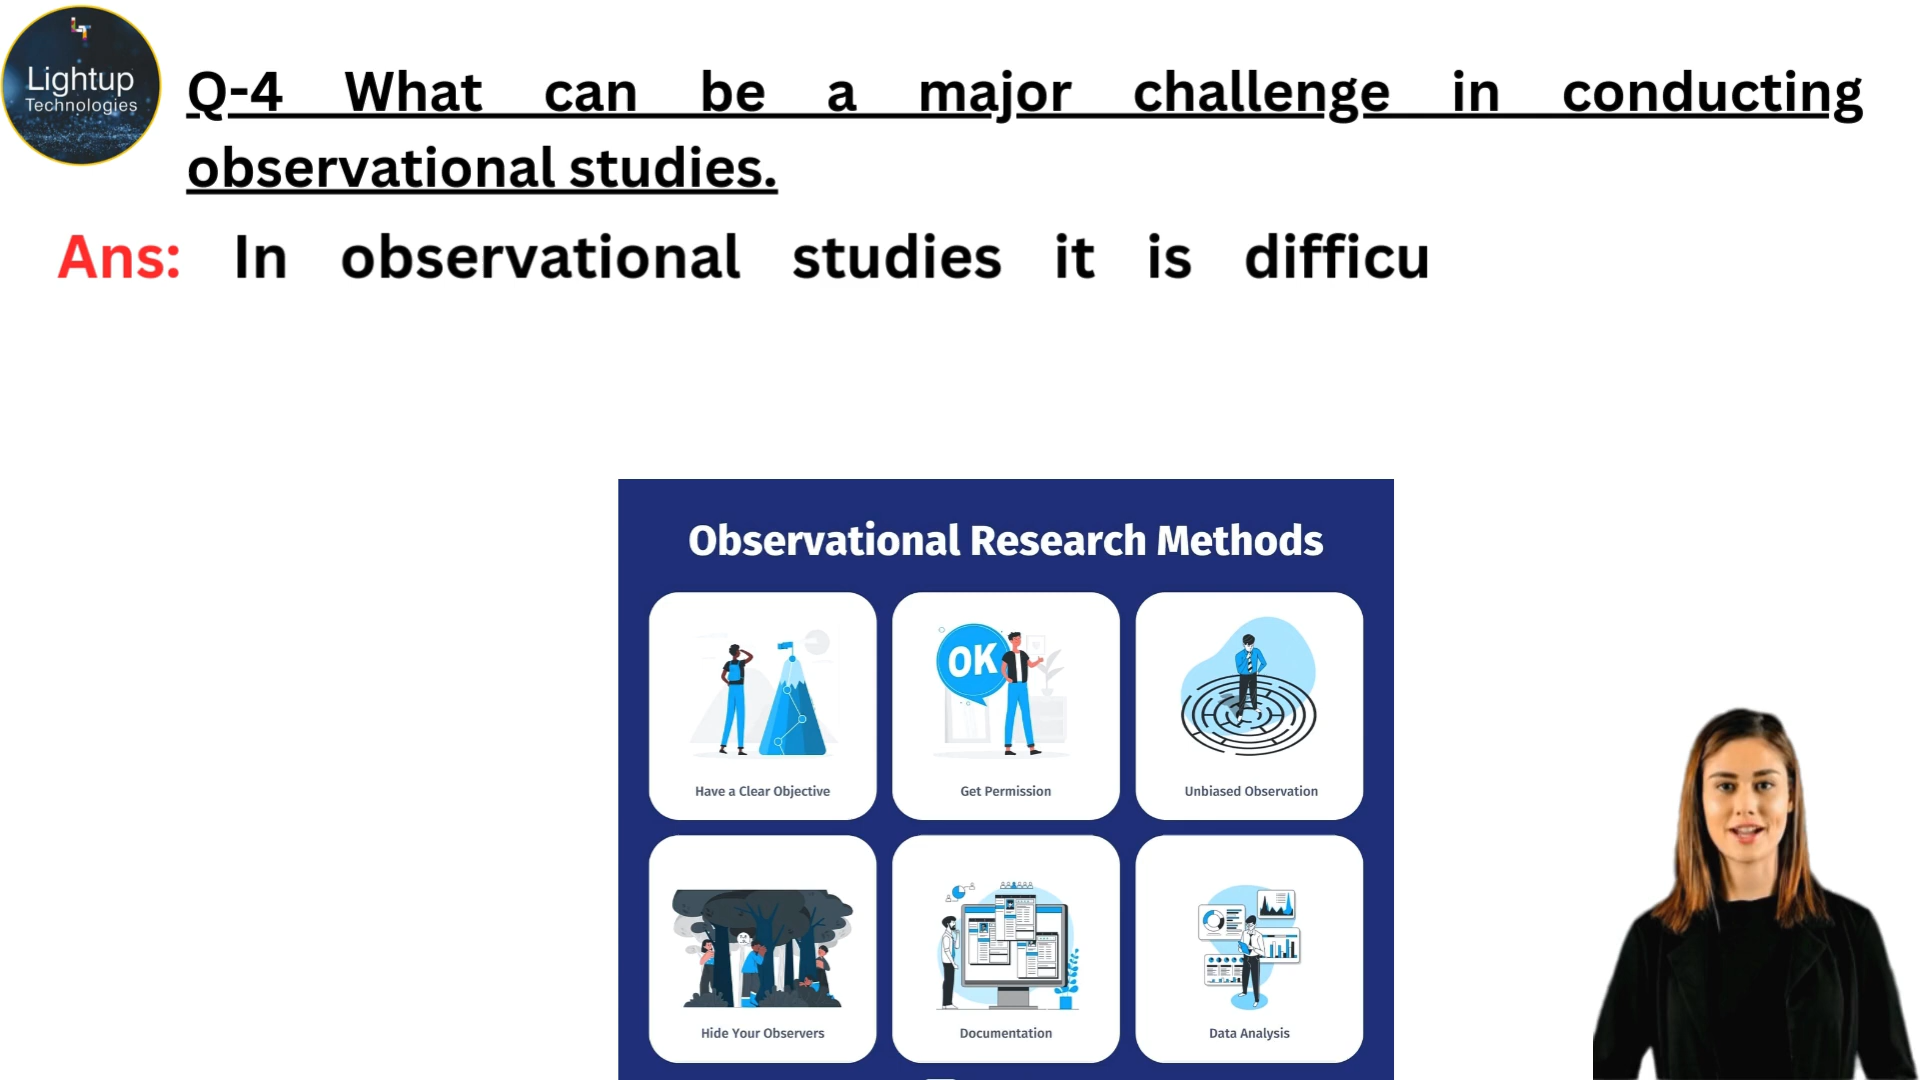 LT
Lightup
Technologies
Q-4 What can be a major challenge in conducting
observational studies.
Ans: In observational studies it is difficu
Observational Research Methods
OK
Have a Clear Objective
Get Permission
Unbiased Observation
Hide Your Observers
Documentation
Data Analysis